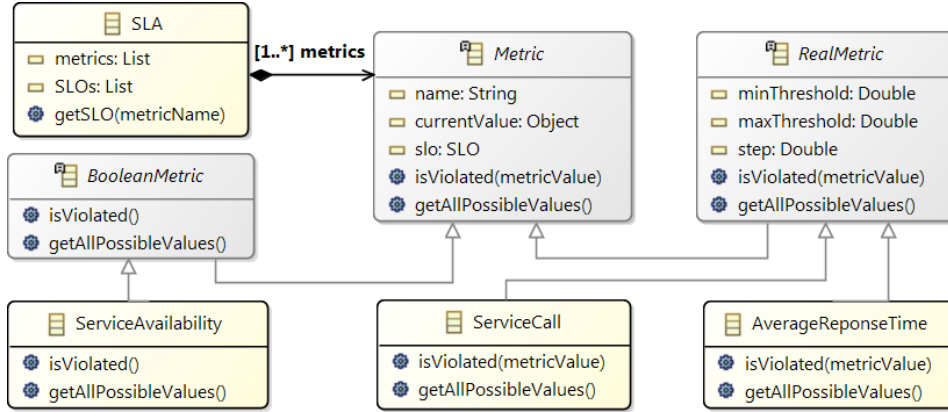 SLA
metrics: List
SLOs: List
getSLO(metricName)
[1..*] metrics
Metric
name: String
currentValue: Object
slo: SLO
isViolated(metricValue)
getAllPossibleValues()
RealMetric
minThreshold: Double
maxThreshold: Double
step: Double
isViolated(metricValue)
getAllPossibleValues()
BooleanMetric
isViolated()
getAllPossibleValues()
ServiceAvailability
isViolated()
getAllPossibleValues()
ServiceCall
isViolated(metricValue)
getAllPossibleValues()
AverageReponseTime
isViolated(metricValue)
getAllPossibleValues()